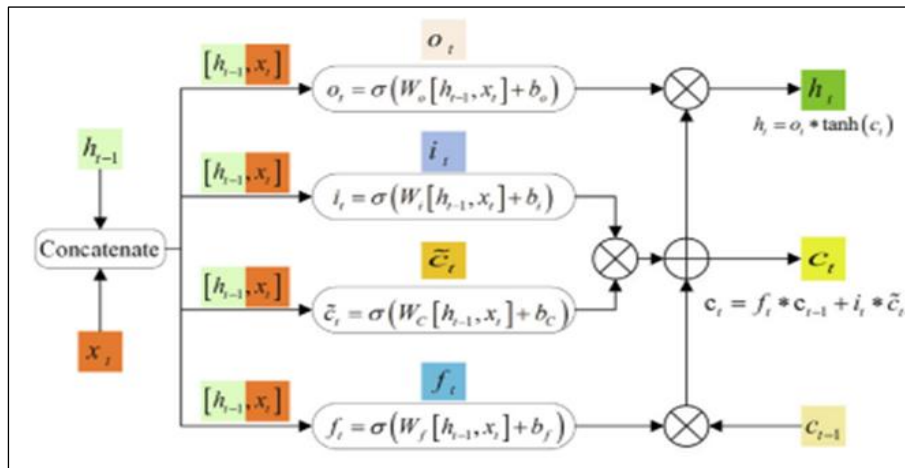 o_t
[h_{t-1}, x_t]
o_t = σ(W_o[h_{t-1}, x_t] + b_o)
h_t
h_t = o_t * tanh(c_t)
h_{t-1}
i_t
[h_{t-1}, x_t]
i_t = σ(W_t[h_{t-1}, x_t] + b_t)
Concatenate
c̃_t
[h_{t-1}, x_t]
c̃_t = σ(W_C[h_{t-1}, x_t] + b_C)
c_t
c_t = f_t * c_{t-1} + i_t * c̃_t
x_t
f_t
[h_{t-1}, x_t]
f_t = σ(W_f[h_{t-1}, x_t] + b_f)
c_{t-1}